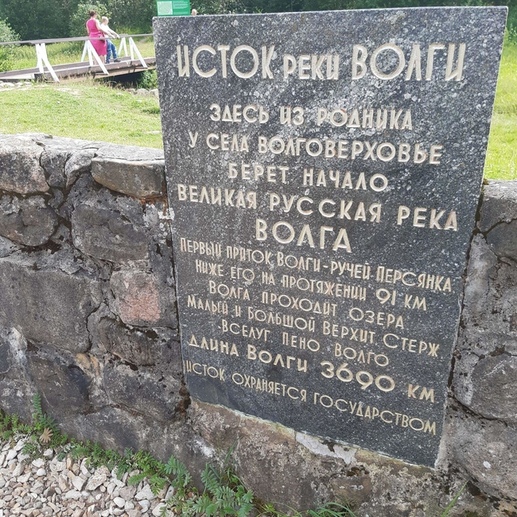 ИСТОК реки ВОЛГИ
ЗДЕСЬ ИЗ РОДНИКА
У СЕЛА ВОЛГОВЕРХОВЬЕ
БЕРЕТ НАЧАЛО
ВЕЛИКАЯ РУССКАЯ РЕКА
ВОЛГА
ПЕРВЫЙ ПРИТОК ВОЛГИ-РУЧЕЙ ПЕРСЯНКА
НИЖЕ ЕГО НА ПРОТЯЖЕНИИ 91 КМ
ВОЛГА ПРОХОДИТ ОЗЕРА
МАЛЫЙ И БОЛЬШОЙ ВЕРХИТ, СТЕРЖ
ВСЕЛУГ, ПЕНО, ВОЛГО
ДЛИНА ВОЛГИ 3690 КМ
ИСТОК ОХРАНЯЕТСЯ ГОСУДАРСТВОМ